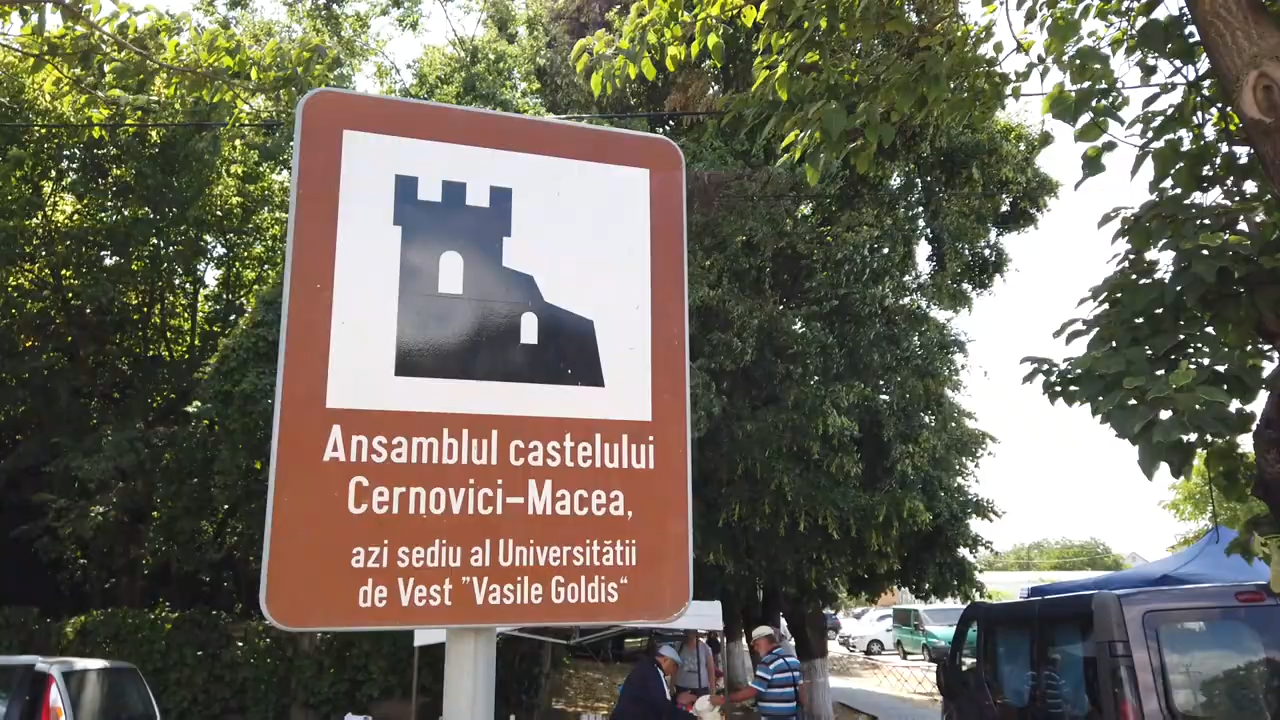 Ansamblul castelului
Cernovici–Macea,
azi sediu al Universitătii
de Vest "Vasile Goldis“